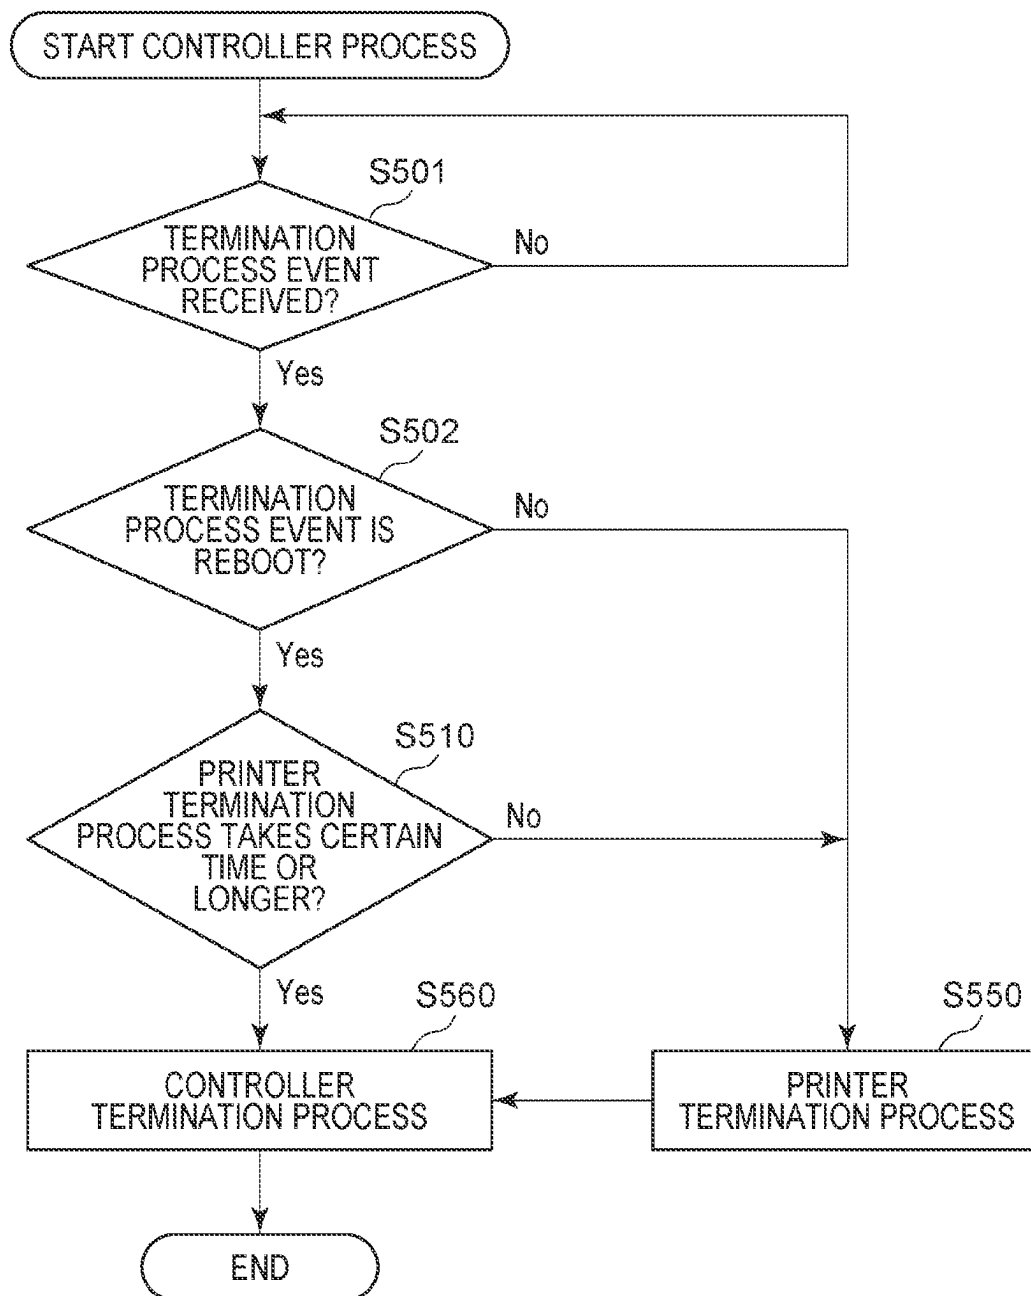 START CONTROLLER PROCESS
S501
TERMINATION
PROCESS EVENT
RECEIVED?
No
Yes
S502
TERMINATION
PROCESS EVENT IS
REBOOT?
No
Yes
S510
PRINTER
TERMINATION
PROCESS TAKES CERTAIN
TIME OR
LONGER?
No
Yes
S560
CONTROLLER
TERMINATION PROCESS
S550
PRINTER
TERMINATION PROCESS
END